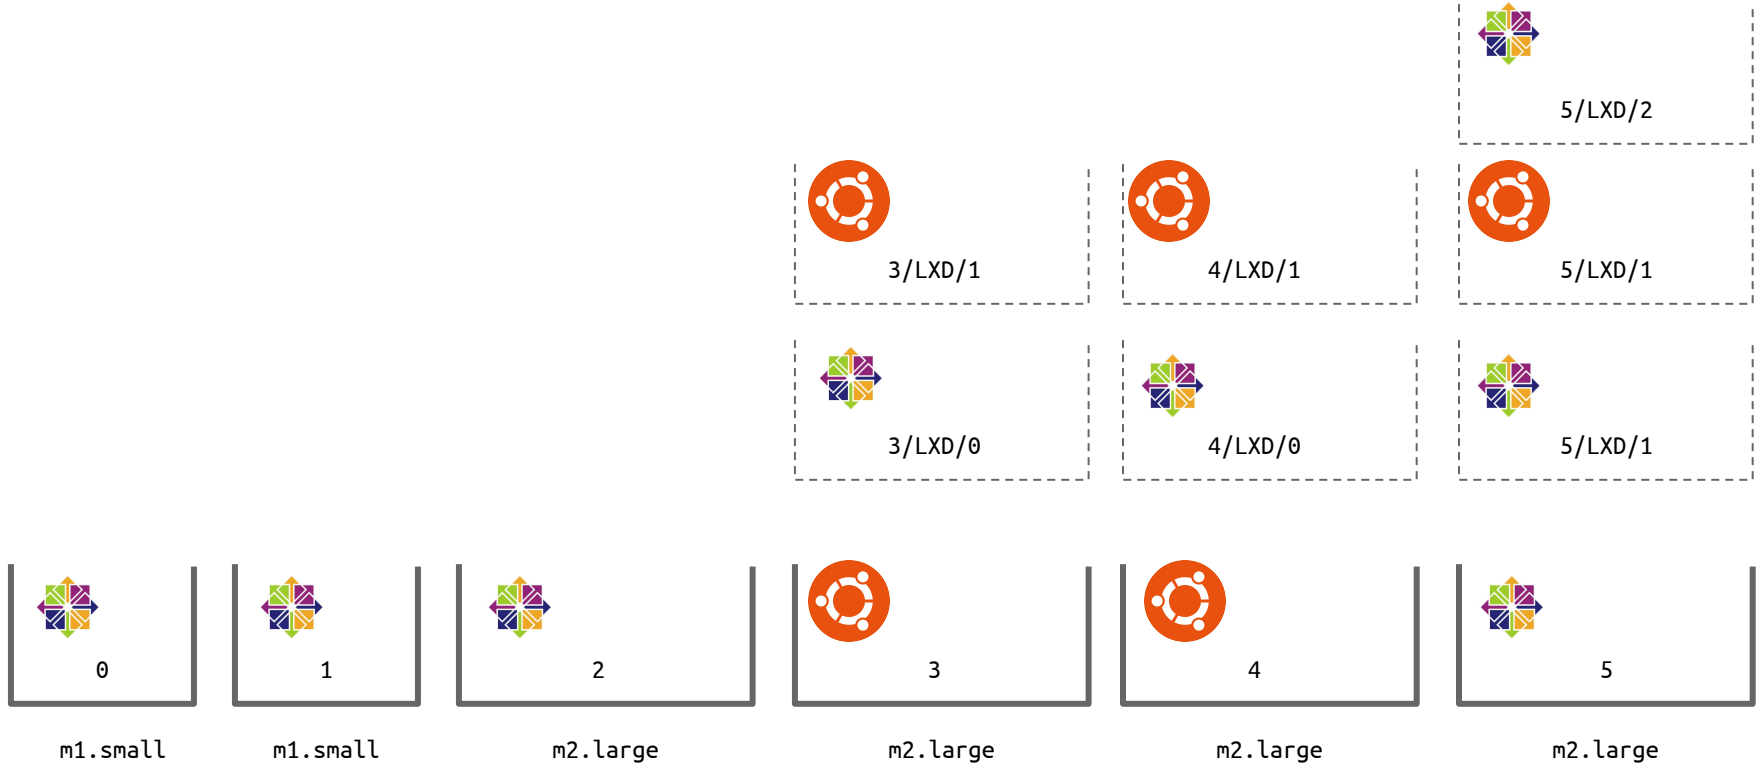 5/LXD/2
3/LXD/1 4/LXD/1 5/LXD/1
3/LXD/0 4/LXD/0 5/LXD/1
0 1 2 3 4 5
m1.small m1.small m2.large m2.large m2.large m2.large